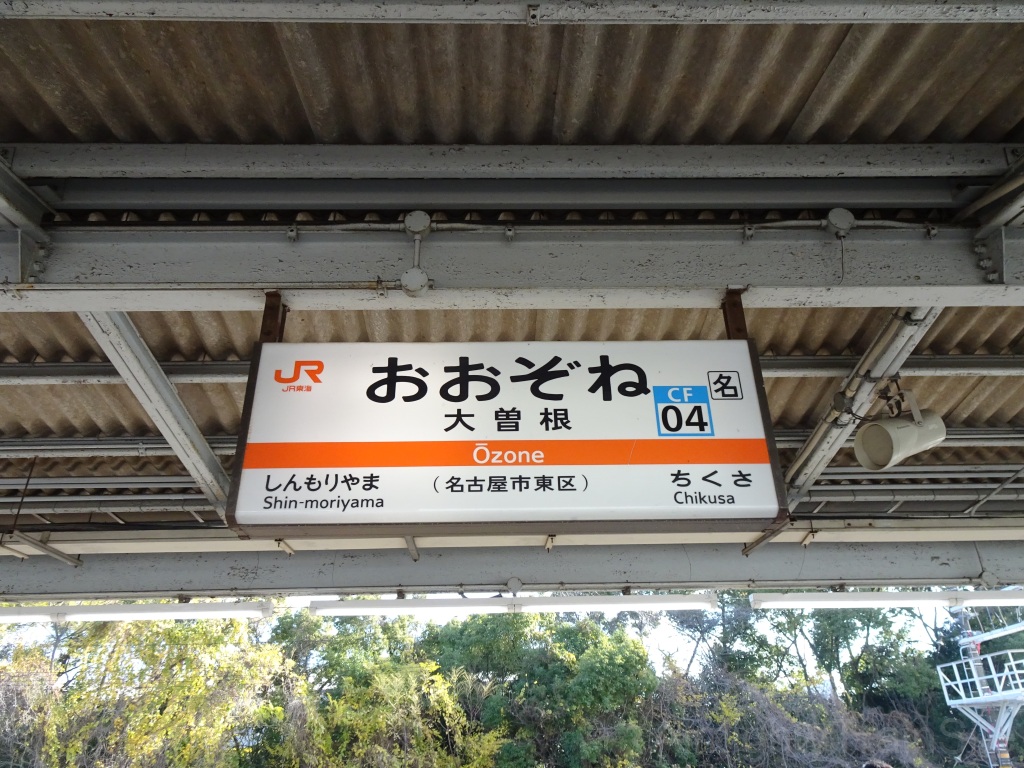 JR
JR東海
おおぞね
大曽根
CF
04
名
Ōzone
しんもりやま
Shin-moriyama
(名古屋市東区)
ちくさ
Chikusa